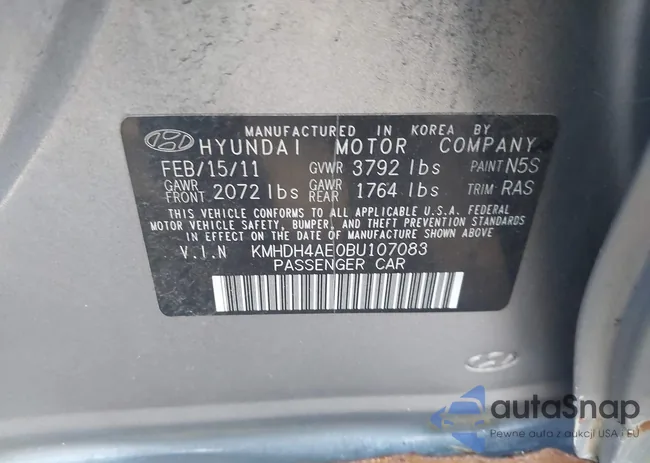 MANUFACTURED IN KOREA BY
HYUNDAI MOTOR COMPANY
FEB/15/11 GVWR 3792 lbs PAINT N5S
GAWR FRONT 2072 lbs GAWR REAR 1764 lbs TRIM RAS
THIS VEHICLE CONFORMS TO ALL APPLICABLE U.S.A. FEDERAL
MOTOR VEHICLE SAFETY, BUMPER, AND THEFT PREVENTION STANDARDS
IN EFFECT ON THE DATE OF MANUFACTURE SHOWN ABOVE.
V.I.N KMHDH4AE0BU107083
PASSENGER CAR
autoSnap
Pewne auta z aukcji USA i EU